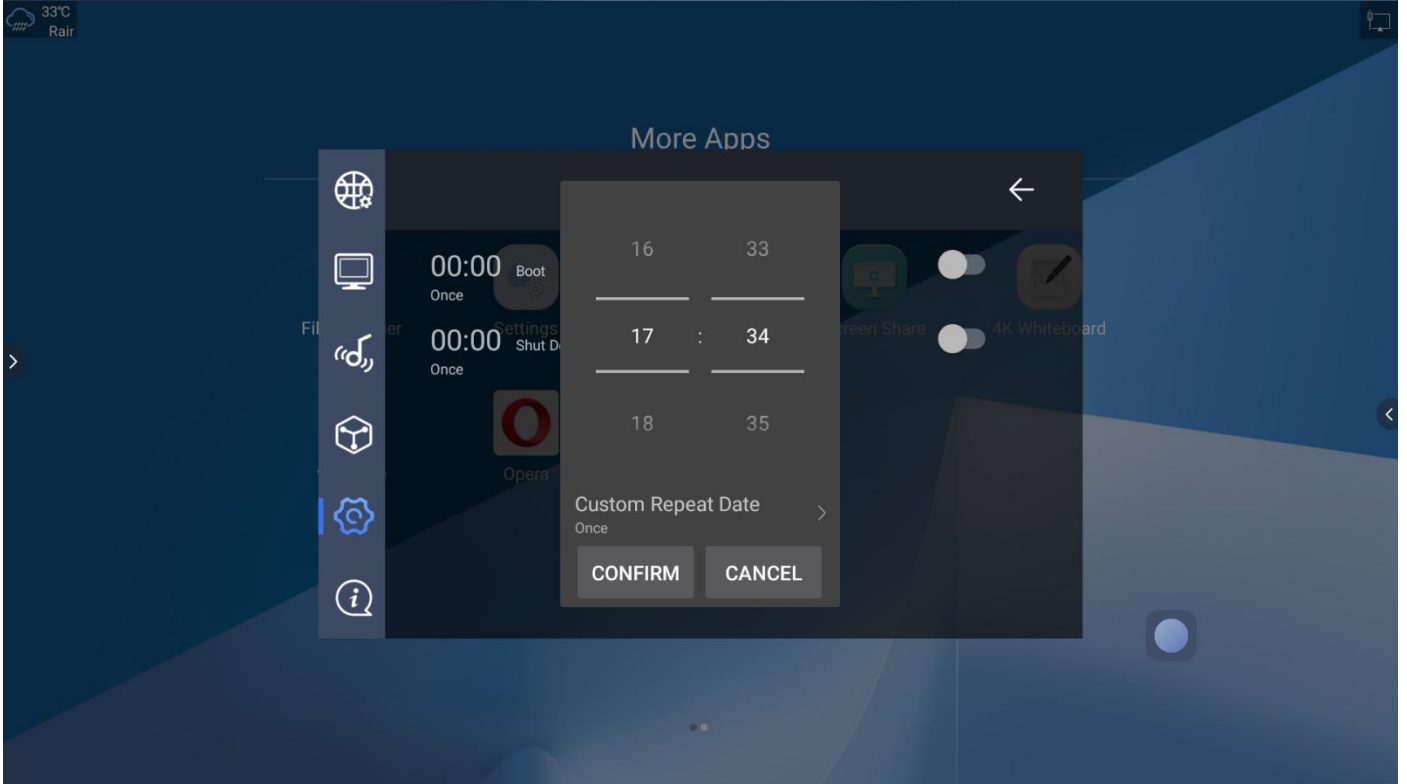 33℃
Rair
More Apps
16 33
00:00 Boot
Once
Settings
Screen Share
4K Whiteboard
17 : 34
00:00 Shut D
Once
18 35
Opera
Custom Repeat Date
Once
CONFIRM CANCEL